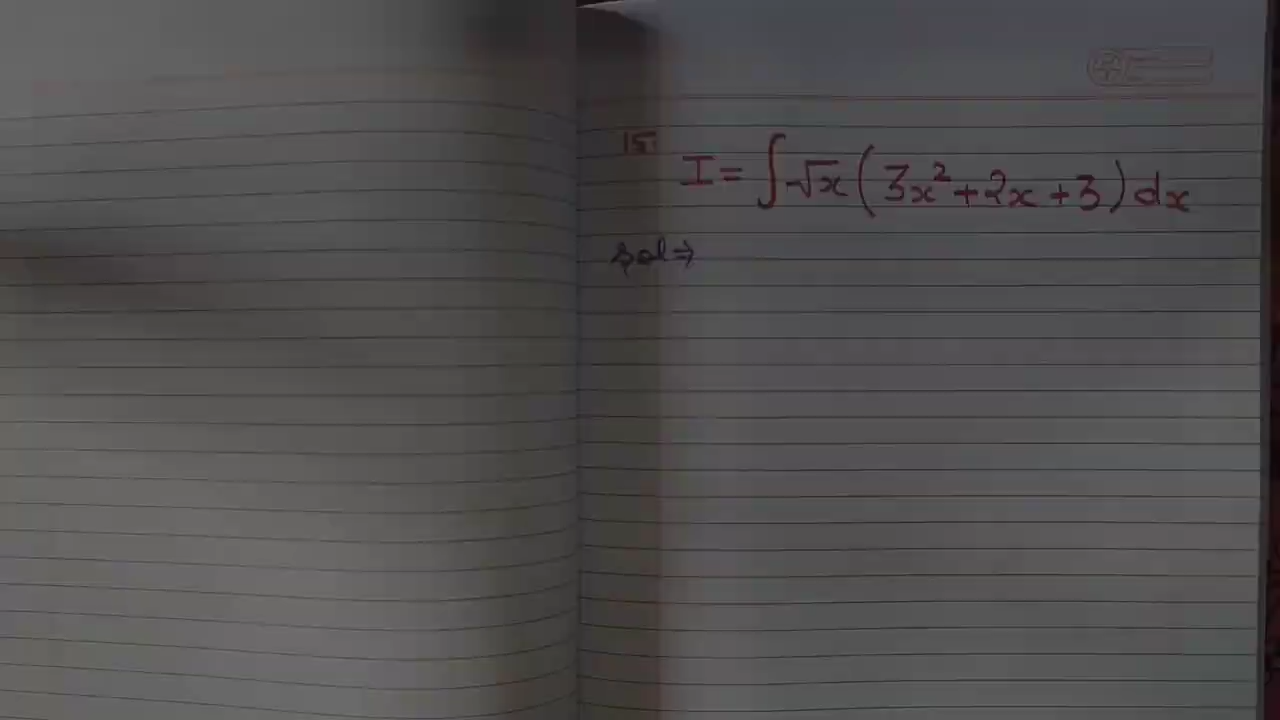 15. I = ∫√x (3x² + 2x + 3) dx
Sol ⇒